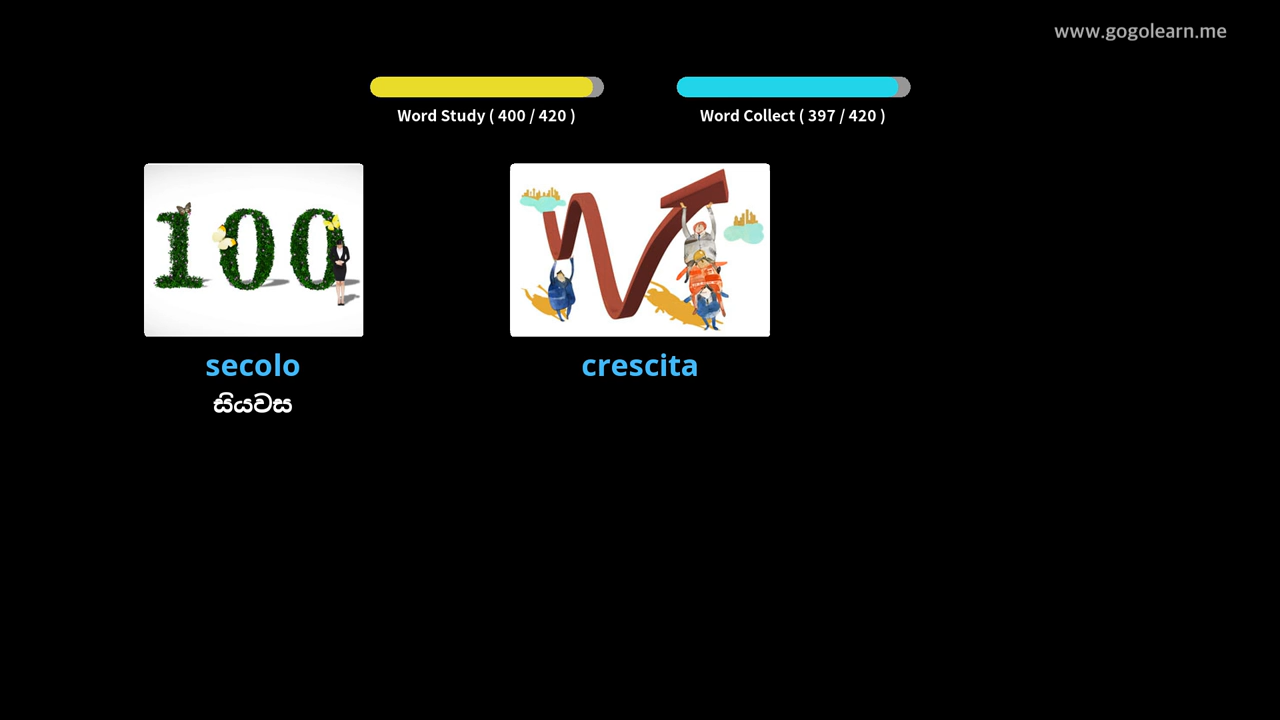 www.gogolearn.me
Word Study ( 400 / 420 )
Word Collect ( 397 / 420 )
100
secolo
සියවස
crescita